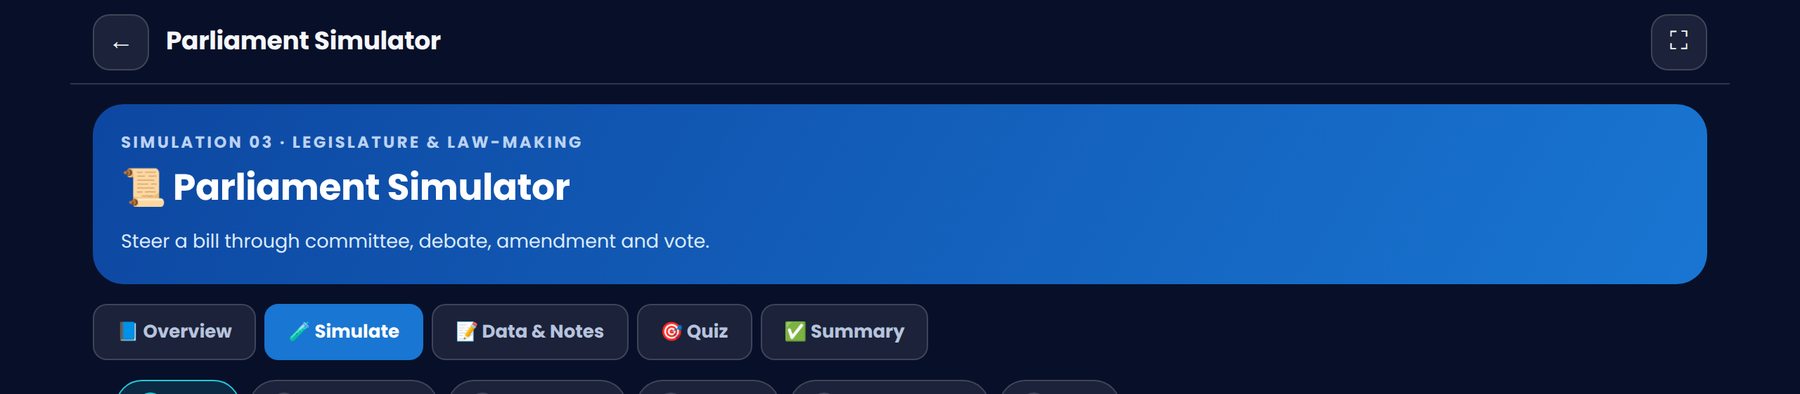 ← Parliament Simulator
SIMULATION 03 · LEGISLATURE & LAW-MAKING
📜 Parliament Simulator
Steer a bill through committee, debate, amendment and vote.
📘 Overview 🧪 Simulate 📝 Data & Notes 🎯 Quiz ✅ Summary